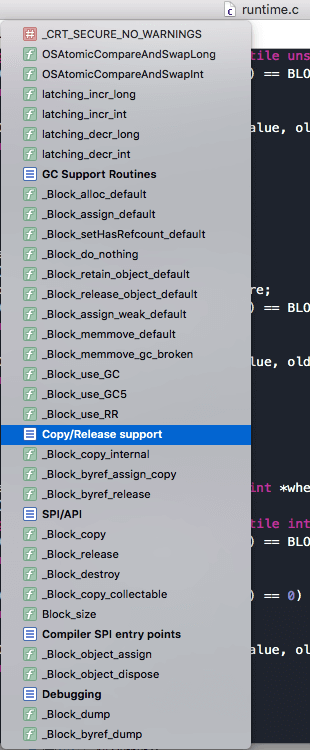 runtime.c
_CRT_SECURE_NO_WARNINGS
OSAtomicCompareAndSwapLong
OSAtomicCompareAndSwapInt
latching_incr_long
latching_incr_int
latching_decr_long
latching_decr_int
GC Support Routines
_Block_alloc_default
_Block_assign_default
_Block_setHasRefcount_default
_Block_do_nothing
_Block_retain_object_default
_Block_release_object_default
_Block_assign_weak_default
_Block_memmove_default
_Block_memmove_gc_broken
_Block_use_GC
_Block_use_GC5
_Block_use_RR
Copy/Release support
_Block_copy_internal
_Block_byref_assign_copy
_Block_byref_release
SPI/API
_Block_copy
_Block_release
_Block_destroy
_Block_copy_collectable
Block_size
Compiler SPI entry points
_Block_object_assign
_Block_object_dispose
Debugging
_Block_dump
_Block_byref_dump
tile uns
) == BLO
alue, ol
re;
) == BLO
lue, old
int *whe
tile int
) == BLO
) == 0)
alue, ol